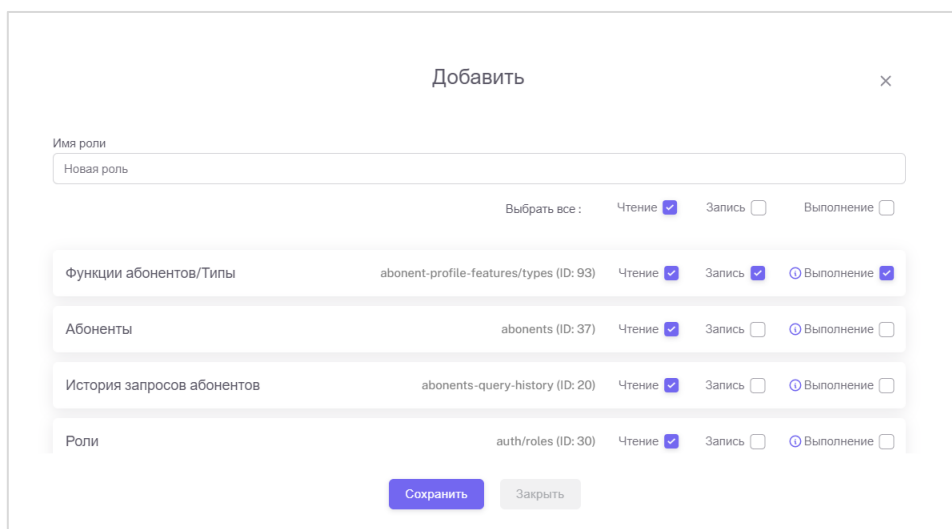 Добавить
Имя роли
Новая роль
Выбрать все : Чтение Запись Выполнение
Функции абонентов/Типы abonent-profile-features/types (ID: 93) Чтение Запись Выполнение
Абоненты abonents (ID: 37) Чтение Запись Выполнение
История запросов абонентов abonents-query-history (ID: 20) Чтение Запись Выполнение
Роли auth/roles (ID: 30) Чтение Запись Выполнение
Сохранить Закрыть